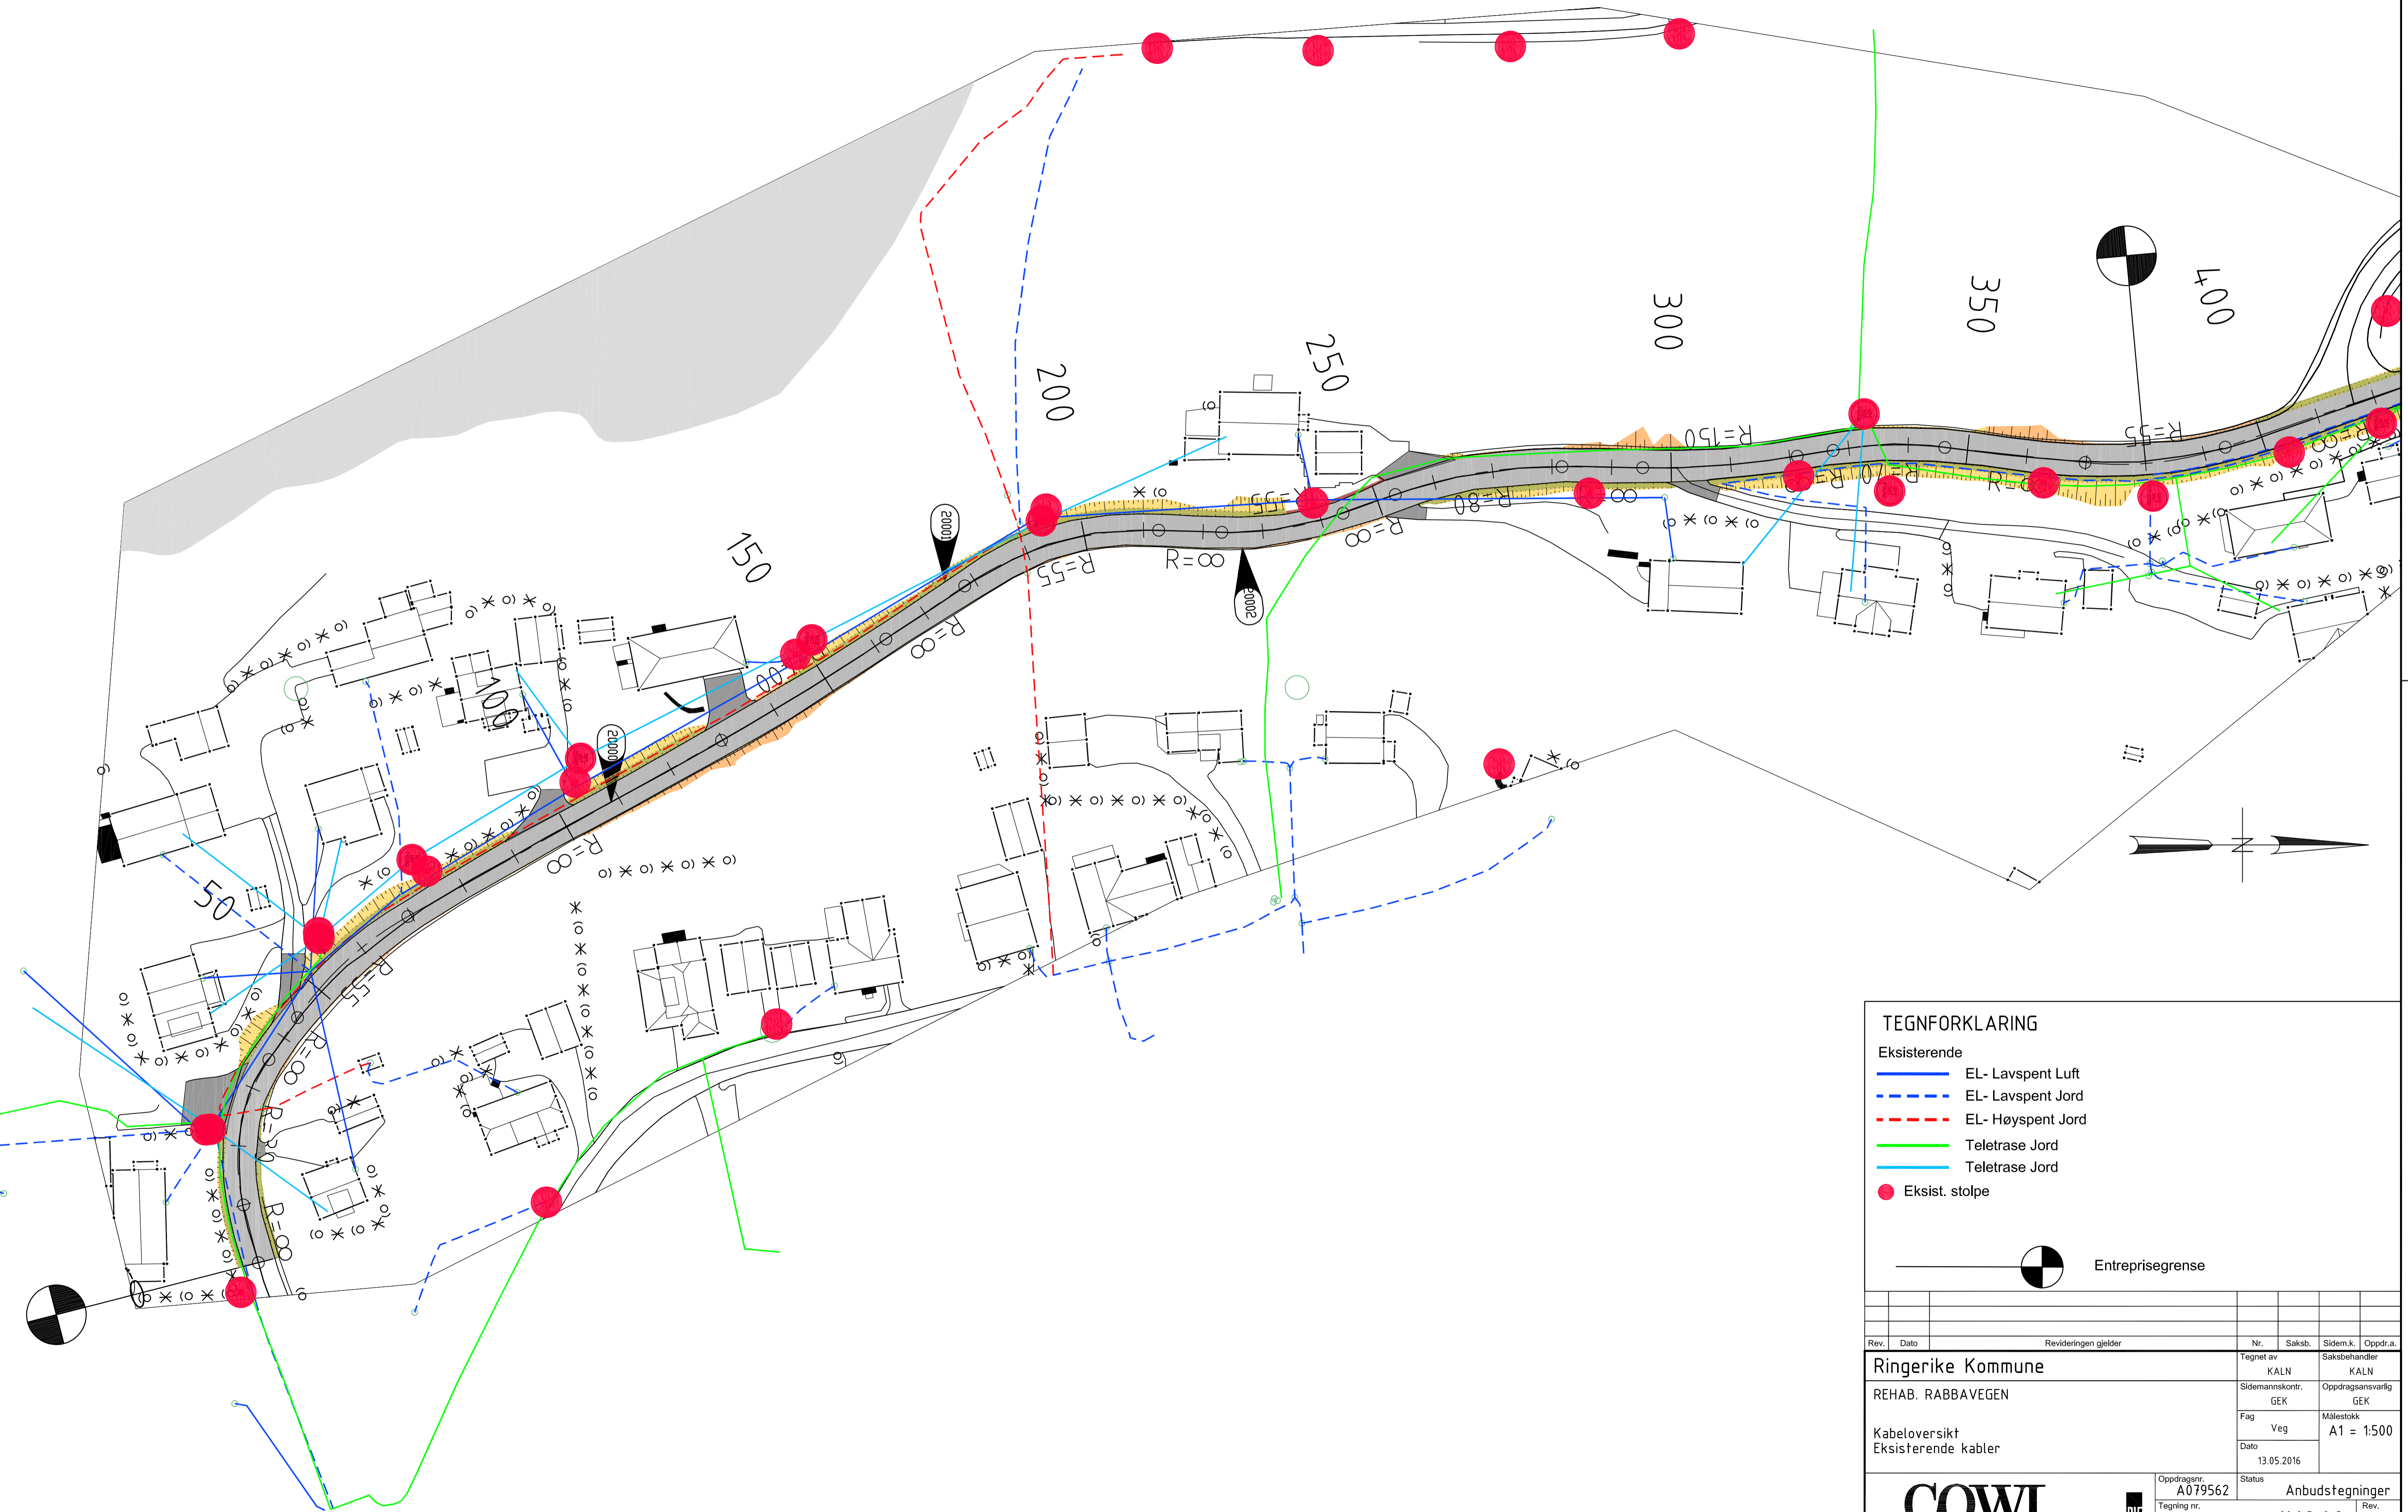 50
100
150
200
250
300
350
400
20000
20001
20002
R=55
R=∞
R=∞
R=∞
R=∞
R=55
R=∞
R=55
R=∞
R=80
R=150
R=55
TEGNFORKLARING
Eksisterende
EL- Lavspent Luft
EL- Lavspent Jord
EL- Høyspent Jord
Teletrase Jord
Teletrase Jord
Eksist. stolpe
Entreprisegrense
Rev. Dato Revideringen gjelder Nr. Saksb. Sidem.k. Oppdr.a.
Ringerike Kommune
Tegnet av
KALN
Saksbehandler
KALN
REHAB. RABBAVEGEN
Sidemannskontr.
GEK
Oppdragsansvarlig
GEK
Kabeloversikt
Eksisterende kabler
Fag
Veg
Målestokk
A1 = 1:500
Dato
13.05.2016
COWI
Oppdragsnr.
A079562
Status
Anbudstegninger
Tegning nr.
Rev.
N